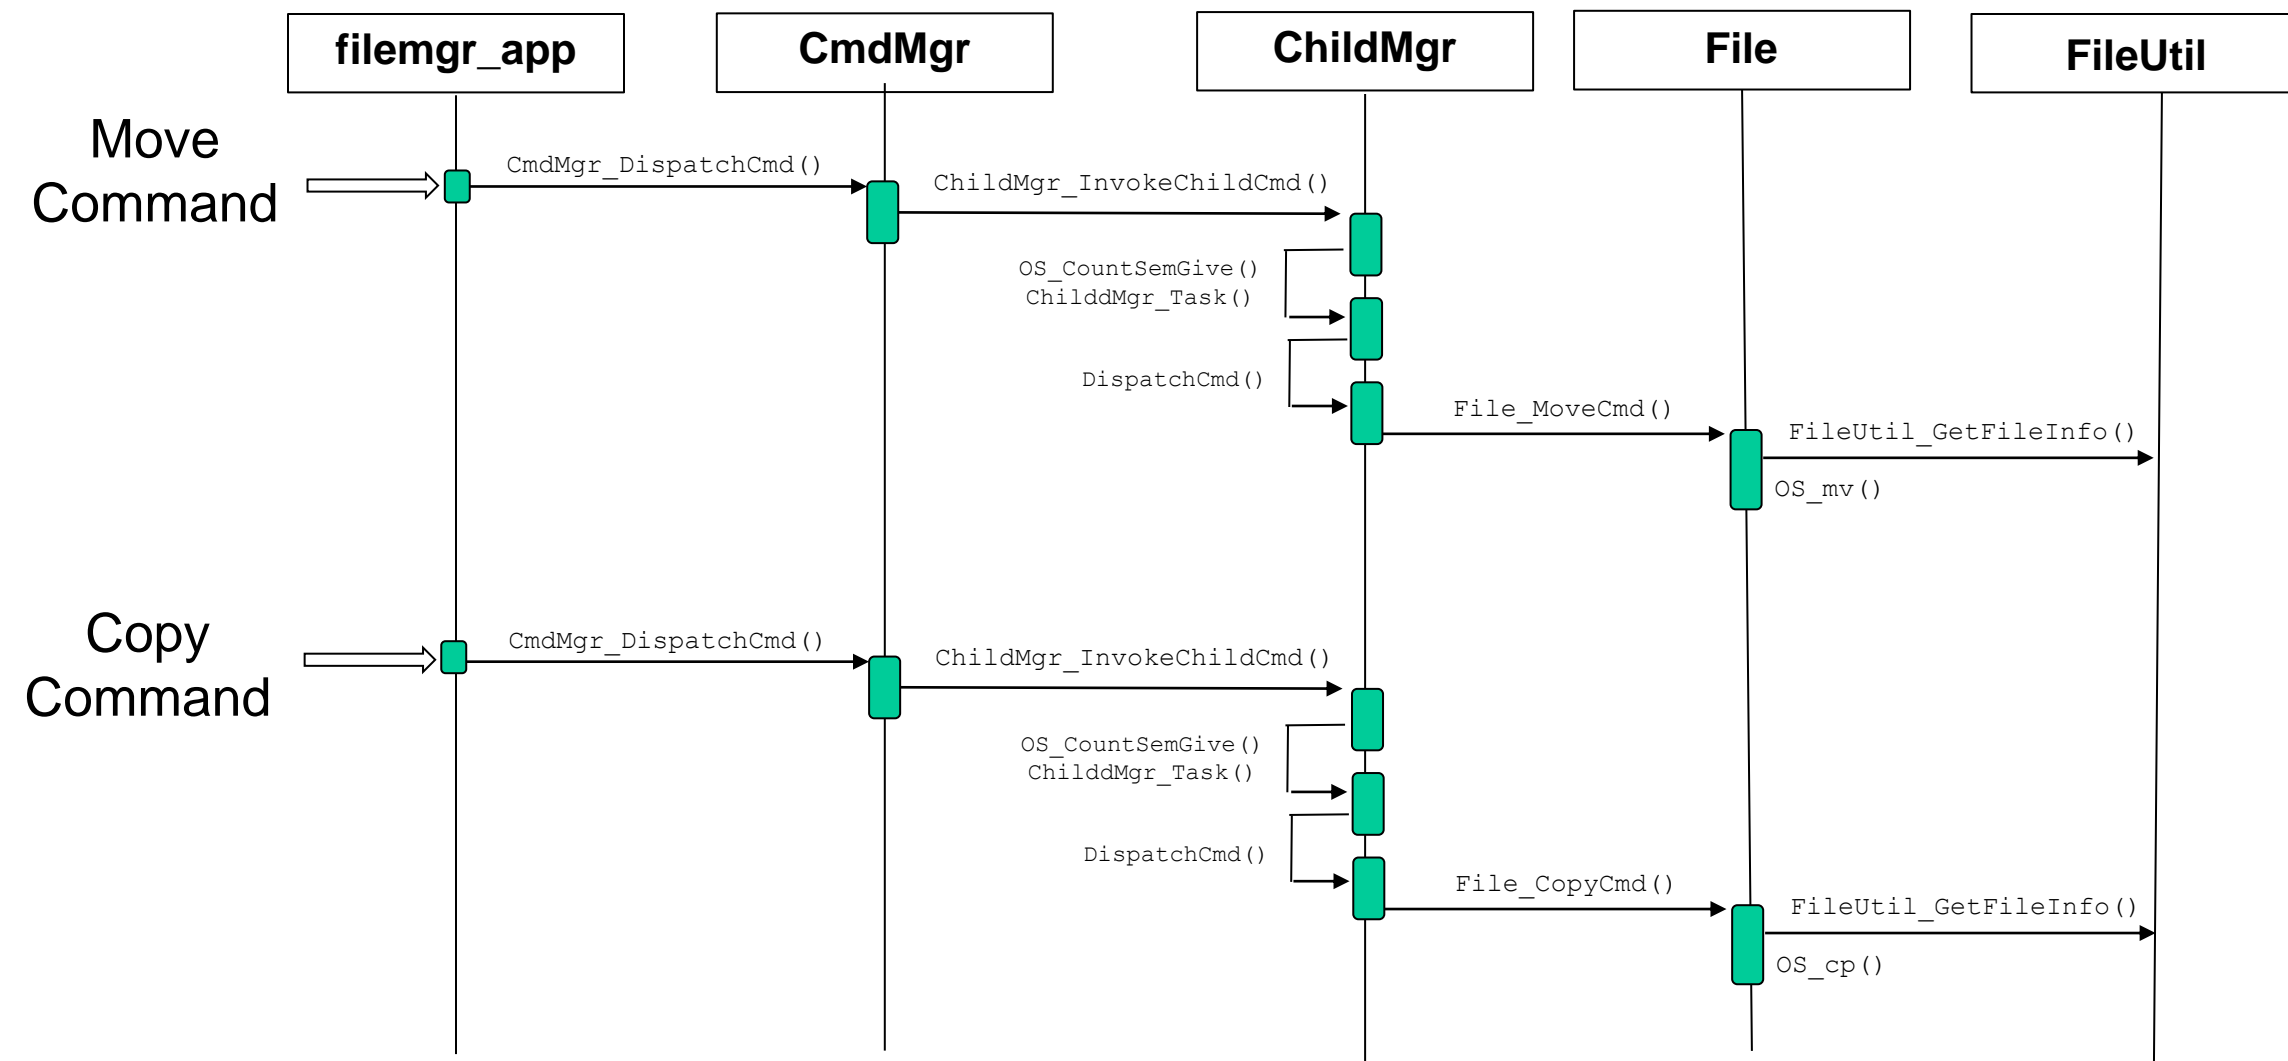 filemgr_app
CmdMgr
ChildMgr
File
FileUtil
Move
Command
CmdMgr_DispatchCmd()
ChildMgr_InvokeChildCmd()
OS_CountSemGive()
ChilddMgr_Task()
DispatchCmd()
File_MoveCmd()
FileUtil_GetFileInfo()
OS_mv()
Copy
Command
CmdMgr_DispatchCmd()
ChildMgr_InvokeChildCmd()
OS_CountSemGive()
ChilddMgr_Task()
DispatchCmd()
File_CopyCmd()
FileUtil_GetFileInfo()
OS_cp()